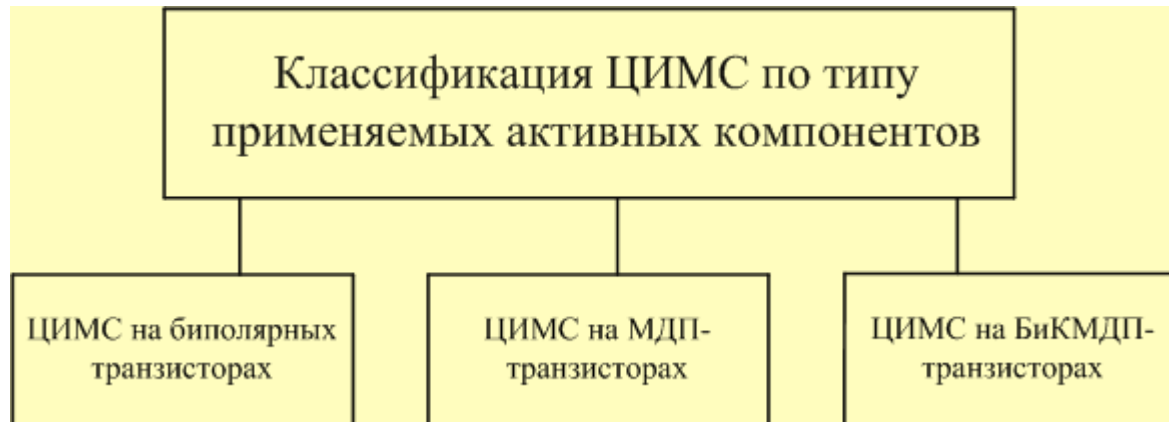 Классификация ЦИМС по типу
применяемых активных компонентов
ЦИМС на биполярных
транзисторах
ЦИМС на МДП-
транзисторах
ЦИМС на БиКМДП-
транзисторах